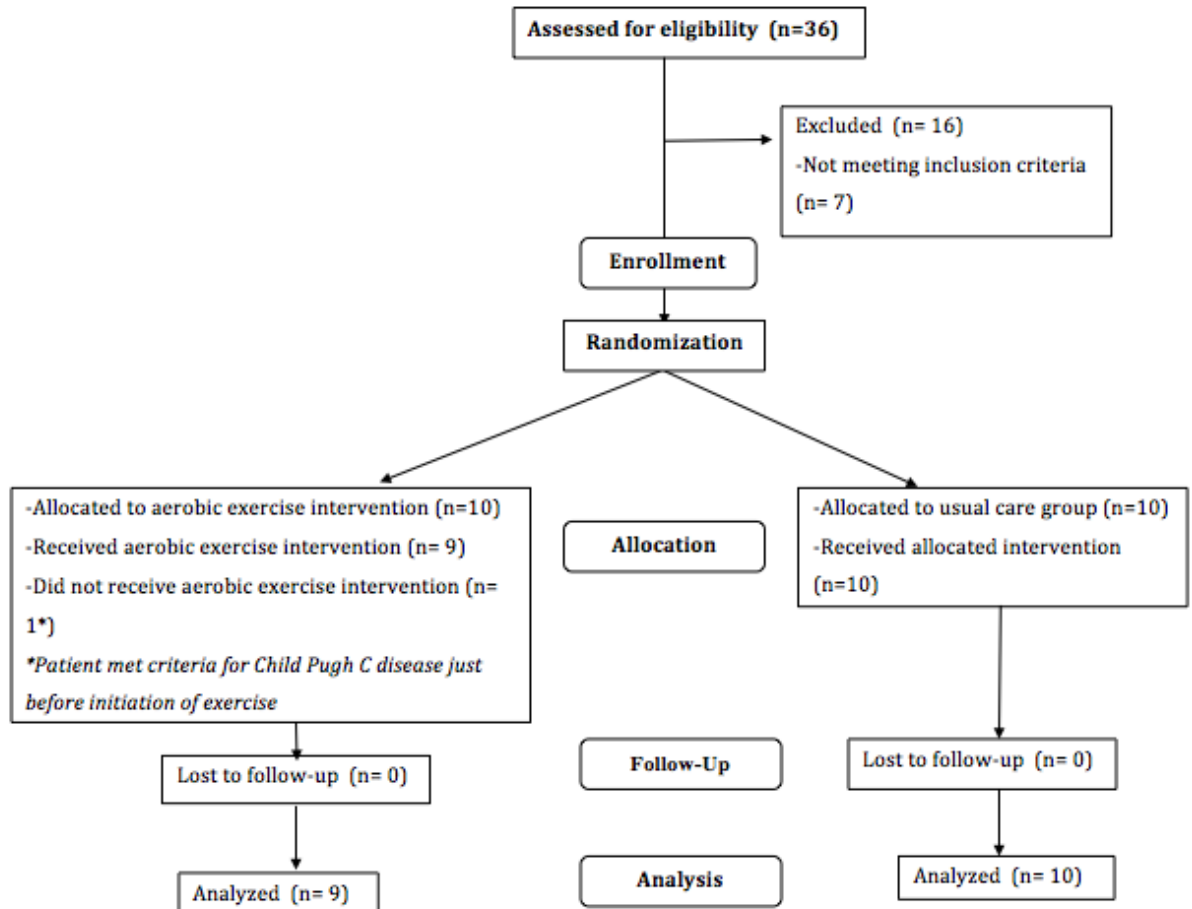 Assessed for eligibility (n=36)
Excluded (n= 16)
-Not meeting inclusion criteria
(n= 7)
Enrollment
Randomization
-Allocated to aerobic exercise intervention (n=10)
-Received aerobic exercise intervention (n= 9)
-Did not receive aerobic exercise intervention (n=
1*)
*Patient met criteria for Child Pugh C disease just
before initiation of exercise
Allocation
-Allocated to usual care group (n=10)
-Received allocated intervention
(n=10)
Lost to follow-up (n= 0)
Follow-Up
Lost to follow-up (n= 0)
Analyzed (n= 9)
Analysis
Analyzed (n= 10)